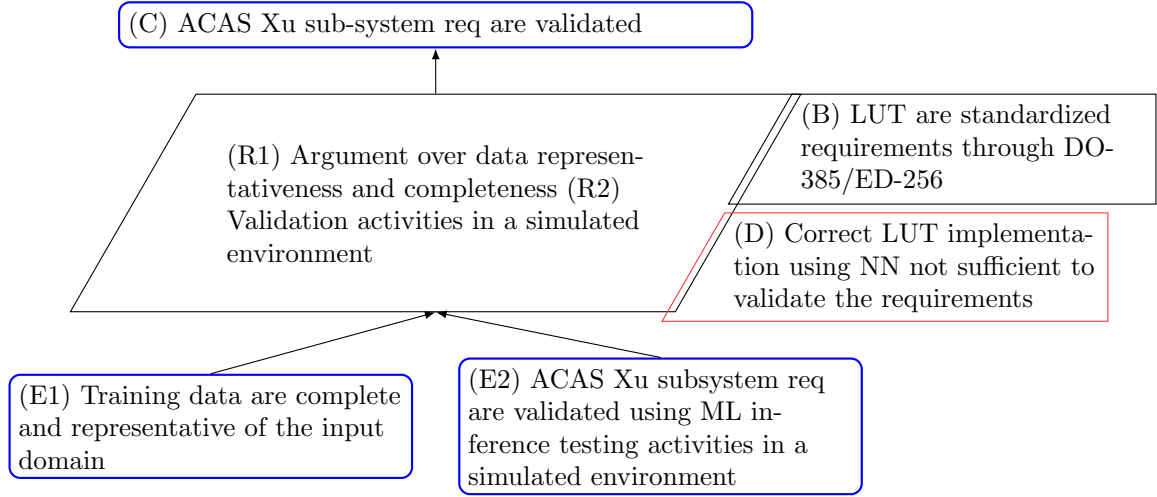 (C) ACAS Xu sub-system req are validated
(R1) Argument over data represen-
tativeness and completeness (R2)
Validation activities in a simulated
environment
(B) LUT are standardized
requirements through DO-
385/ED-256
(D) Correct LUT implementa-
tion using NN not sufficient to
validate the requirements
(E1) Training data are complete
and representative of the input
domain
(E2) ACAS Xu subsystem req
are validated using ML in-
ference testing activities in a
simulated environment